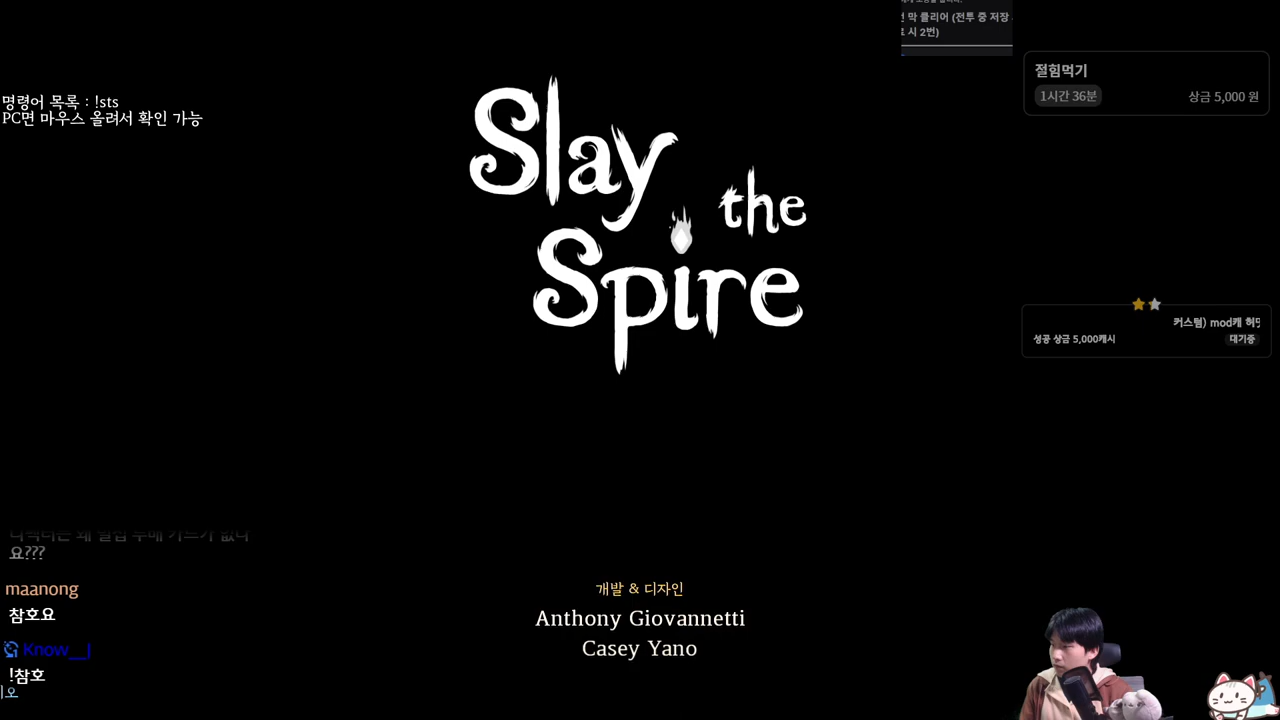 막 클리어 (전투 중 저장
시 2번)
절힘먹기
1시간 36분
상금 5,000 원
명령어 목록 : !sts
PC면 마우스 올려서 확인 가능
Slay
the
Spire
커스텀) mod캐
성공 상금 5,000캐시
대기중
요???
maanong
참호요
Know__
!참호
개발 & 디자인
Anthony Giovannetti
Casey Yano